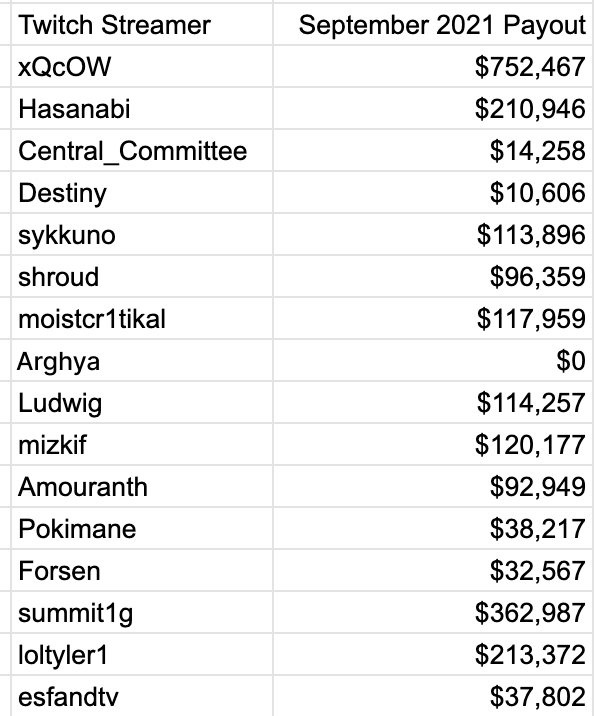 Twitch Streamer September 2021 Payout
xQcOW $752,467
Hasanabi $210,946
Central_Committee $14,258
Destiny $10,606
sykkuno $113,896
shroud $96,359
moistcr1tikal $117,959
Arghya $0
Ludwig $114,257
mizkif $120,177
Amouranth $92,949
Pokimane $38,217
Forsen $32,567
summit1g $362,987
loltyler1 $213,372
esfandtv $37,802